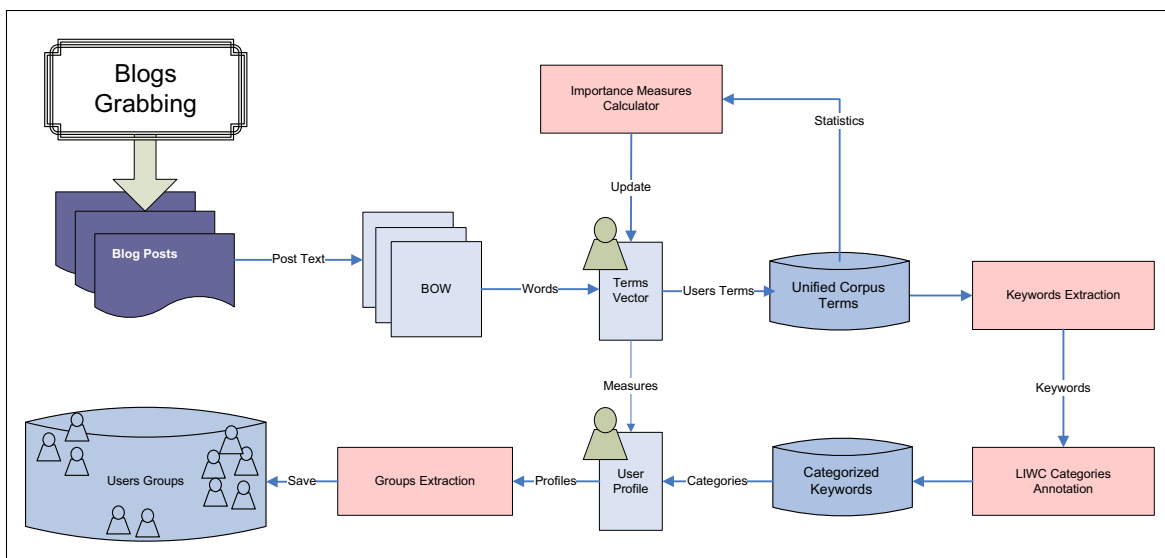 Blogs
Grabbing
Importance Measures
Calculator
Statistics
Update
Blog Posts
Post Text
BOW
Words
Terms
Vector
Users Terms
Unified Corpus
Terms
Keywords Extraction
Measures
Keywords
Users Groups
Save
Groups Extraction
Profiles
User
Profile
Categories
Categorized
Keywords
LIWC Categories
Annotation